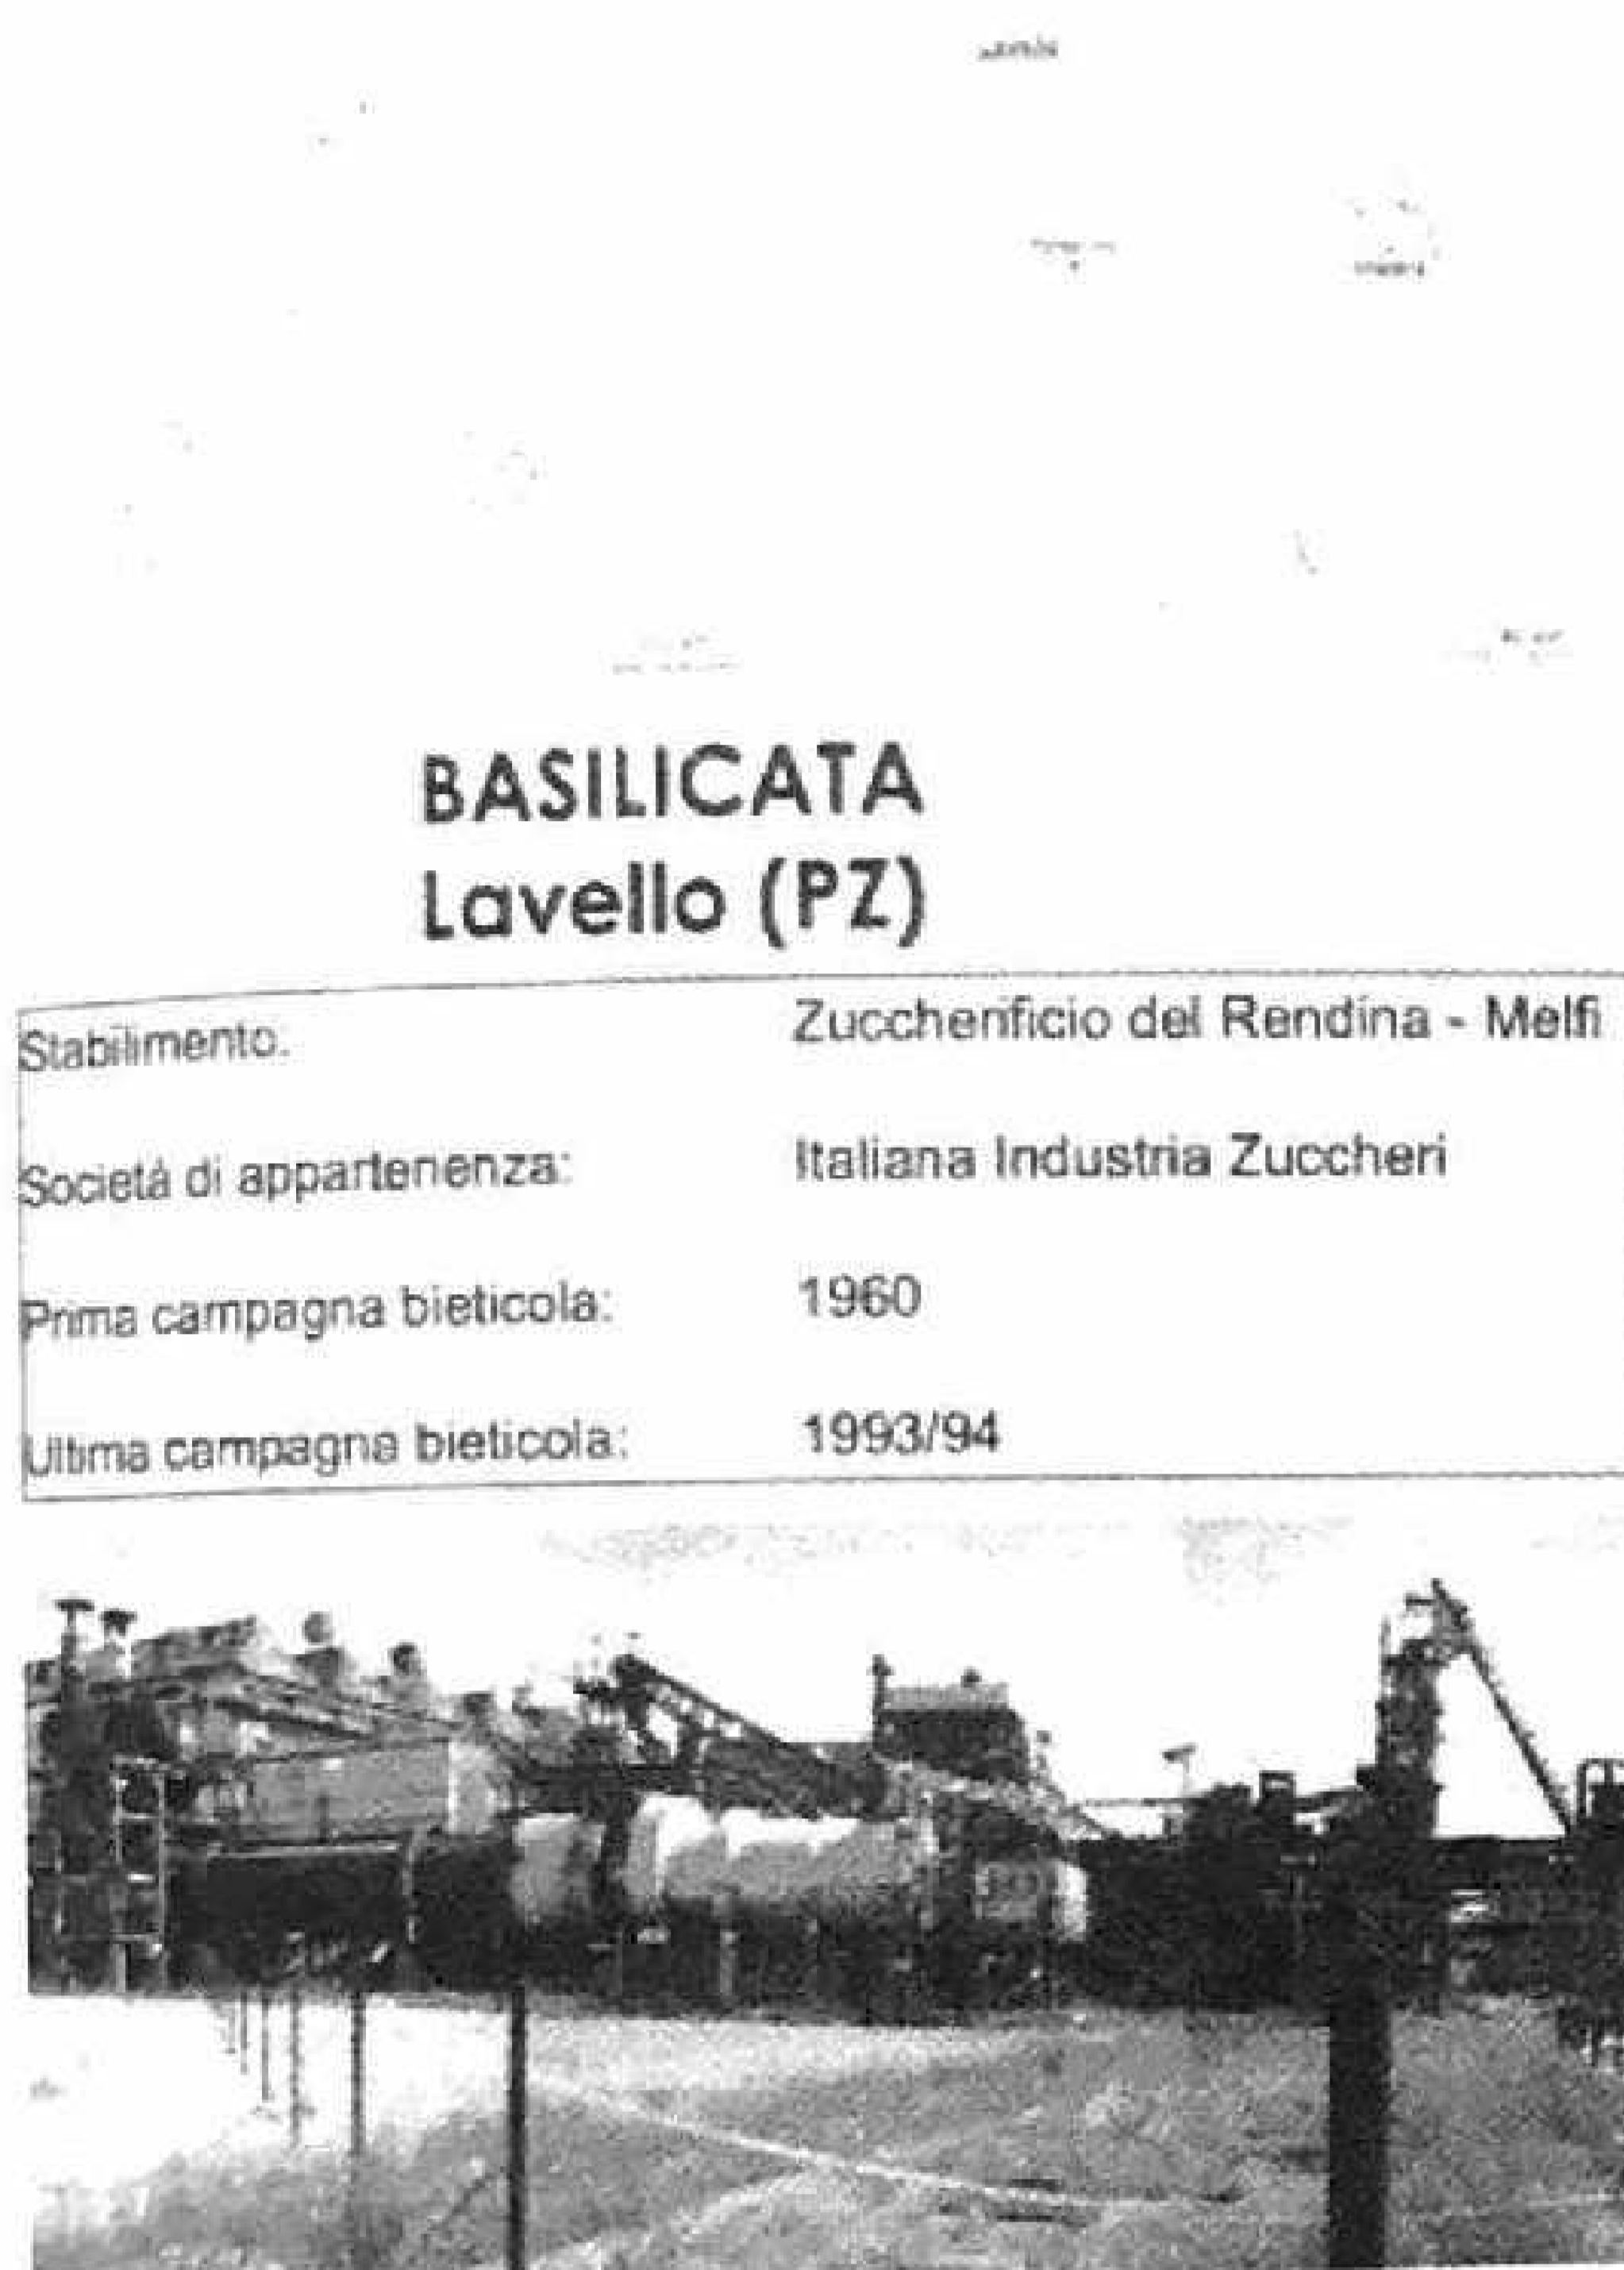 BASILICATA
Lavello (PZ)
Stabilimento: Zuccherificio del Rendina - Melfi
Società di appartenenza: Italiana Industria Zuccheri
Prima campagna bieticola: 1960
Ultima campagna bieticola: 1993/94